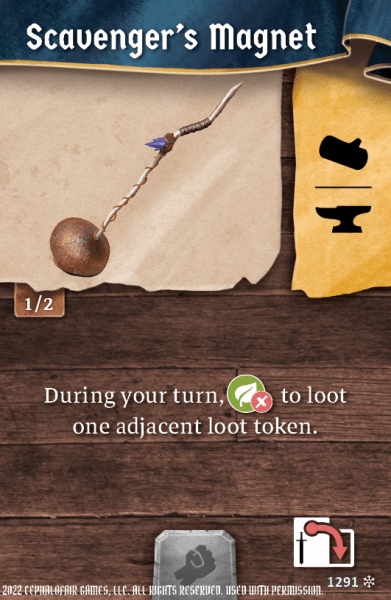 Scavenger's Magnet
1/2
During your turn, to loot
one adjacent loot token.
1291
2022 CEPHALOFAIR GAMES, LLC. ALL RIGHTS RESERVED. USED WITH PERMISSION.